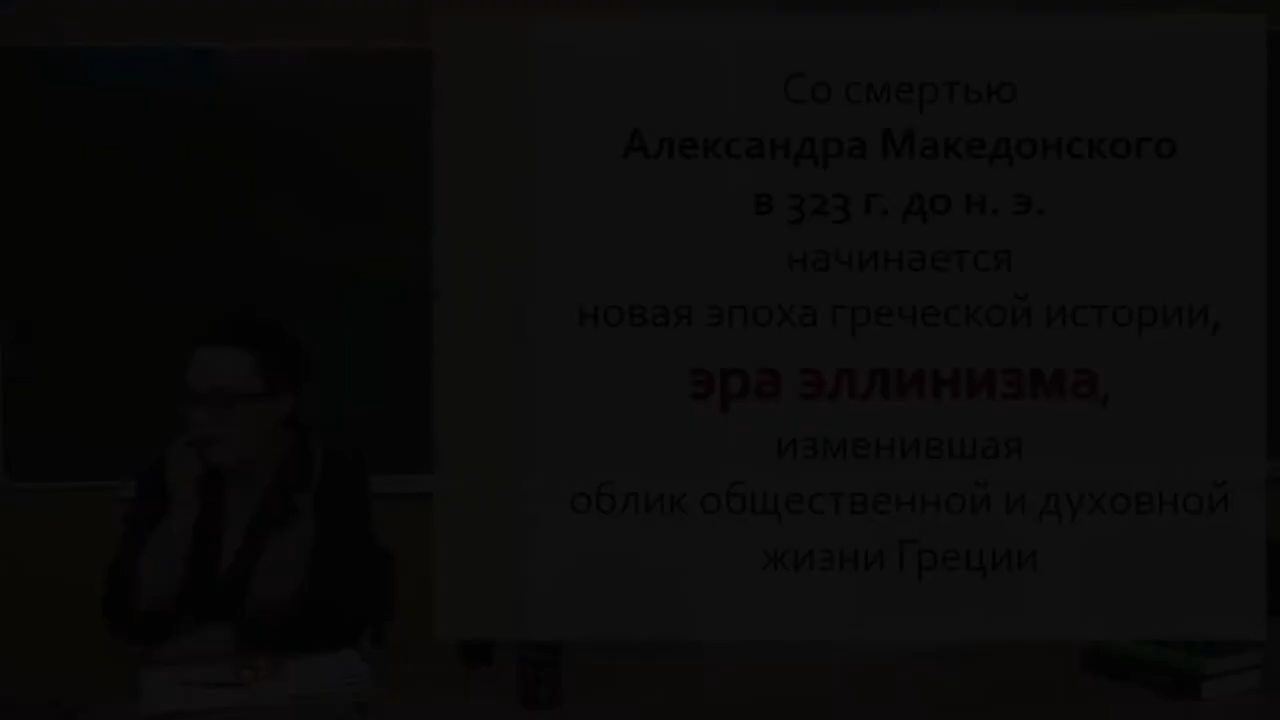 Со смертью
Александра Македонского
в 323 г. до н. э.
начинается
новая эпоха греческой истории,
эра эллинизма,
изменившая
облик общественной и духовной
жизни Греции